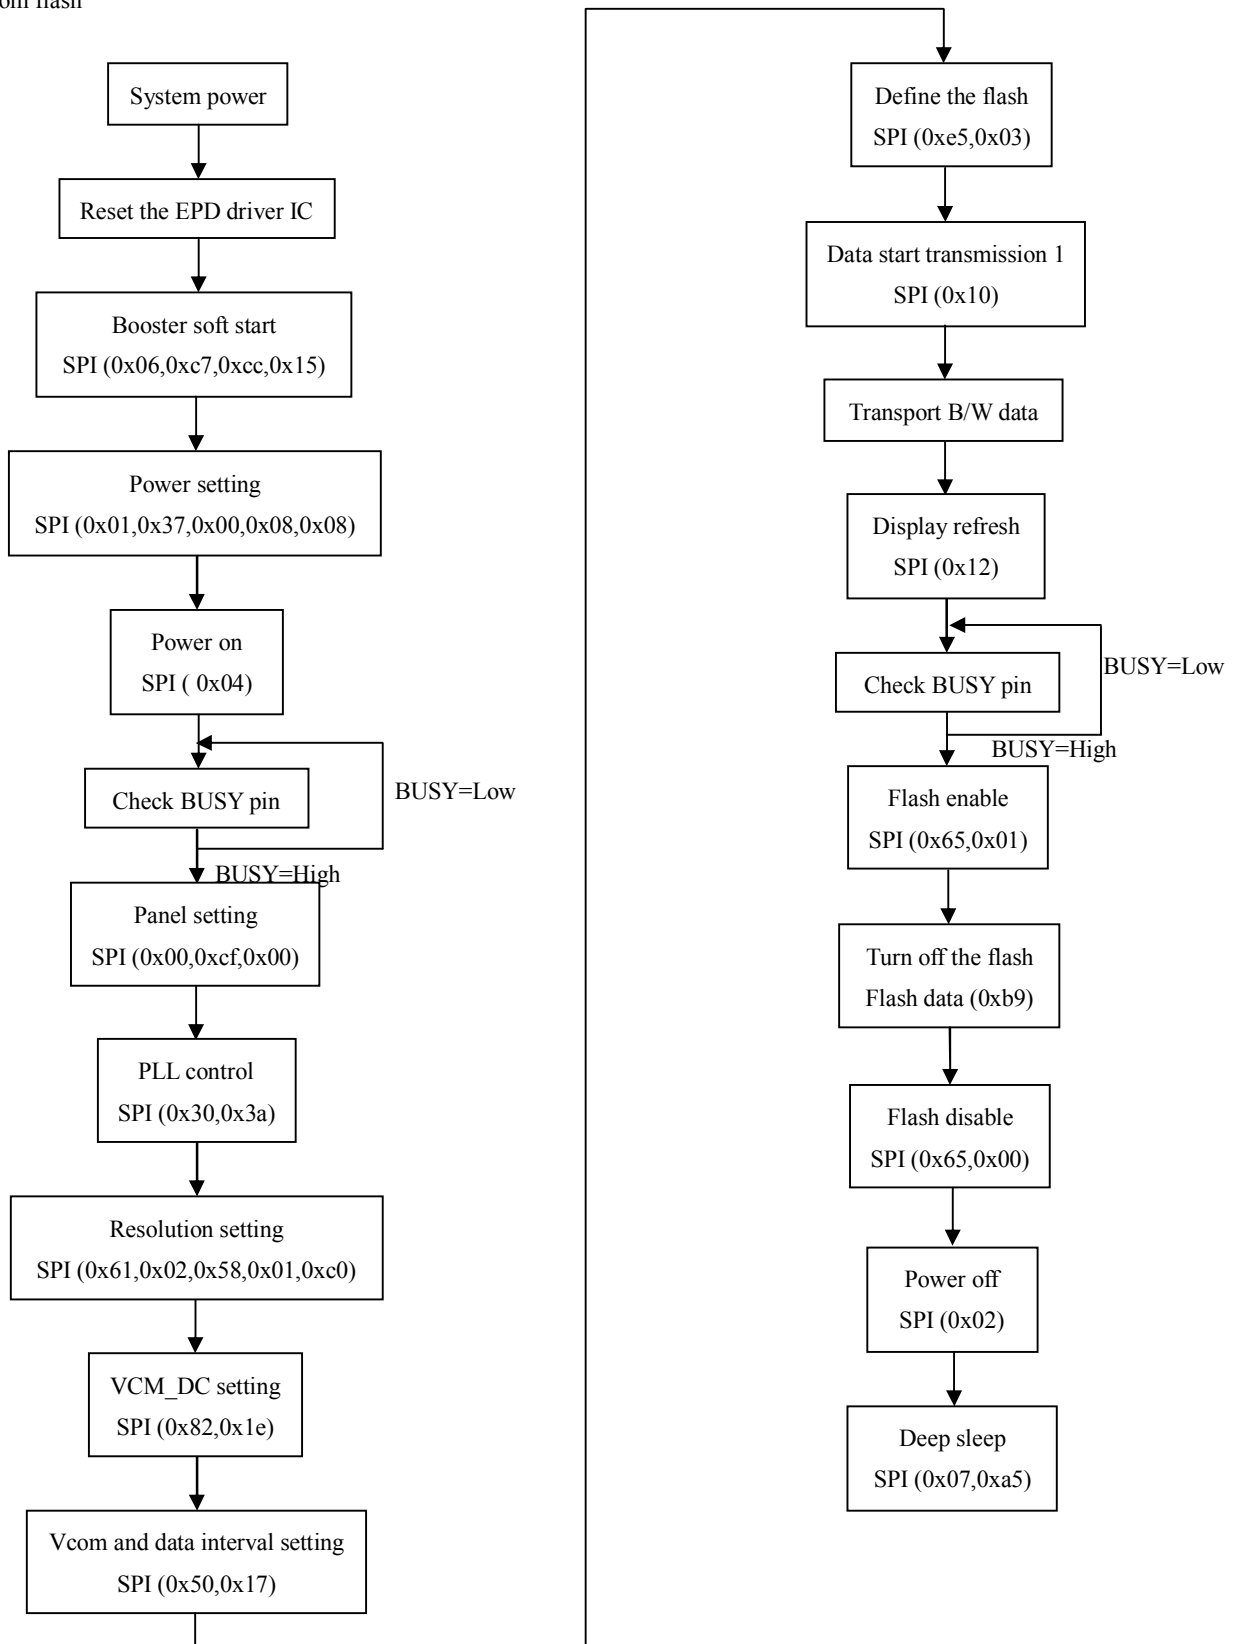 flash
System power
Reset the EPD driver IC
Booster soft start
SPI (0x06,0xc7,0xcc,0x15)
Power setting
SPI (0x01,0x37,0x00,0x08,0x08)
Power on
SPI ( 0x04)
Check BUSY pin
BUSY=Low
BUSY=High
Panel setting
SPI (0x00,0xcf,0x00)
PLL control
SPI (0x30,0x3a)
Resolution setting
SPI (0x61,0x02,0x58,0x01,0xc0)
VCM_DC setting
SPI (0x82,0x1e)
Vcom and data interval setting
SPI (0x50,0x17)
Define the flash
SPI (0xe5,0x03)
Data start transmission 1
SPI (0x10)
Transport B/W data
Display refresh
SPI (0x12)
Check BUSY pin
BUSY=Low
BUSY=High
Flash enable
SPI (0x65,0x01)
Turn off the flash
Flash data (0xb9)
Flash disable
SPI (0x65,0x00)
Power off
SPI (0x02)
Deep sleep
SPI (0x07,0xa5)